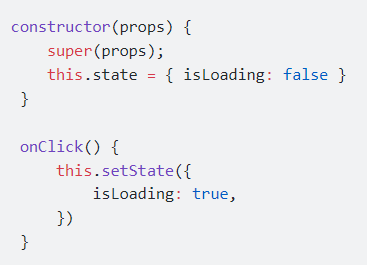 constructor(props) {
    super(props);
    this.state = { isLoading: false }
 }

 onClick() {
     this.setState({
         isLoading: true,
     })
 }